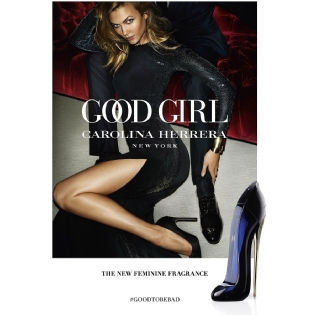 GOOD GIRL
CAROLINA HERRERA
NEW YORK
THE NEW FEMININE FRAGRANCE
#GOODTOBEBAD